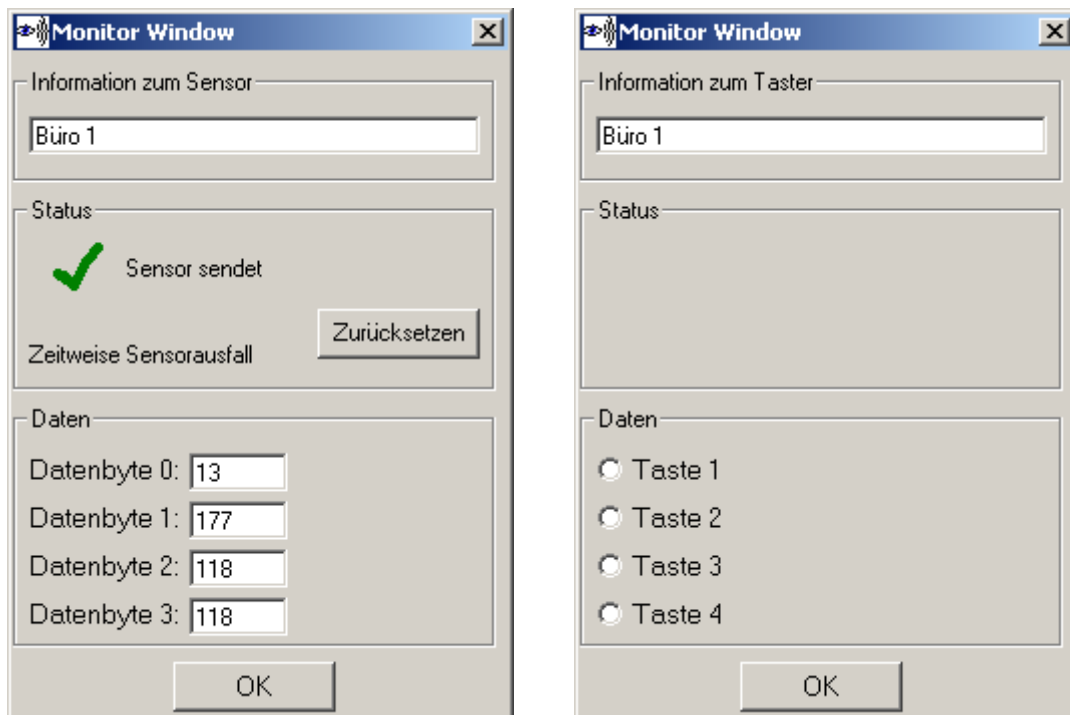 Monitor Window
Information zum Sensor
Büro 1
Status
Sensor sendet
Zurücksetzen
Zeitweise Sensorausfall
Daten
Datenbyte 0: 13
Datenbyte 1: 177
Datenbyte 2: 118
Datenbyte 3: 118
OK
Monitor Window
Information zum Taster
Büro 1
Status
Daten
Taste 1
Taste 2
Taste 3
Taste 4
OK